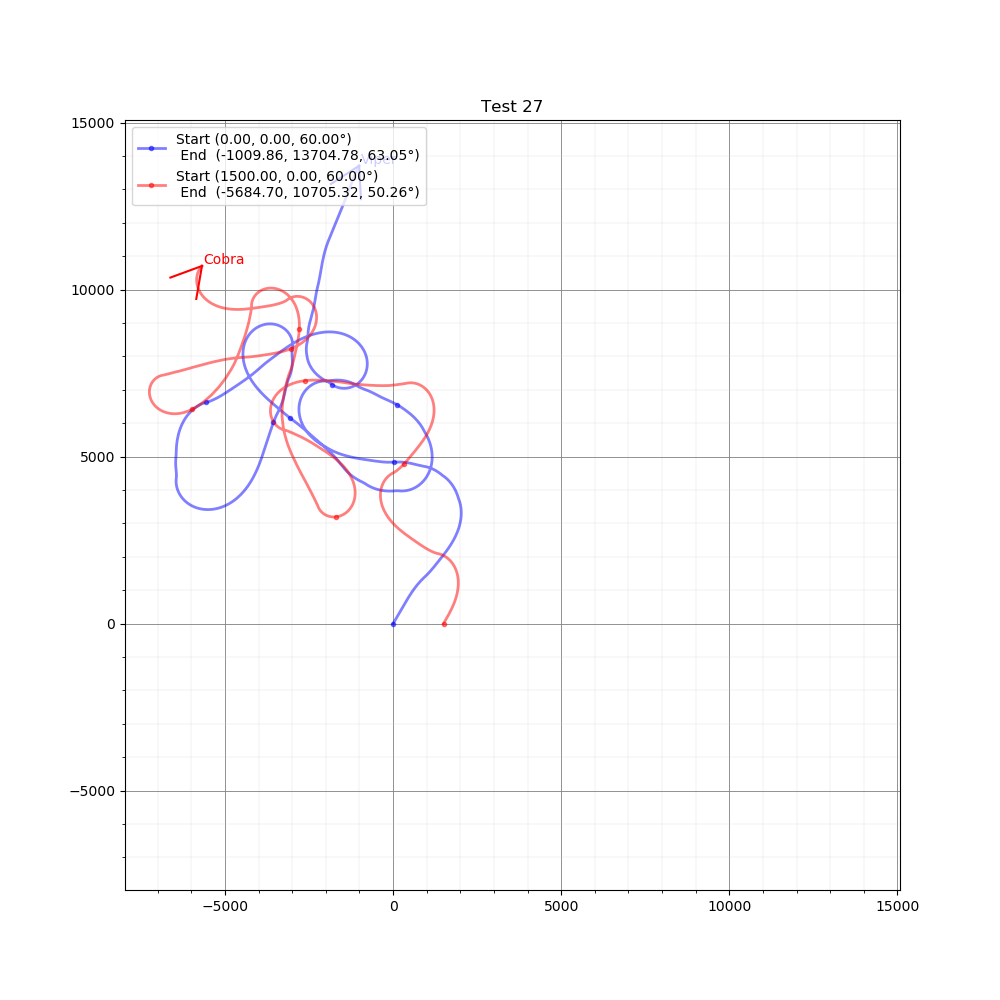 Test 27
Start (0.00, 0.00, 60.00°)
End (-1009.86, 13704.78, 63.05°)
Start (1500.00, 0.00, 60.00°)
End (-5684.70, 10705.32, 50.26°)
Viper
Cobra
15000
10000
5000
0
−5000
−5000
0
5000
10000
15000